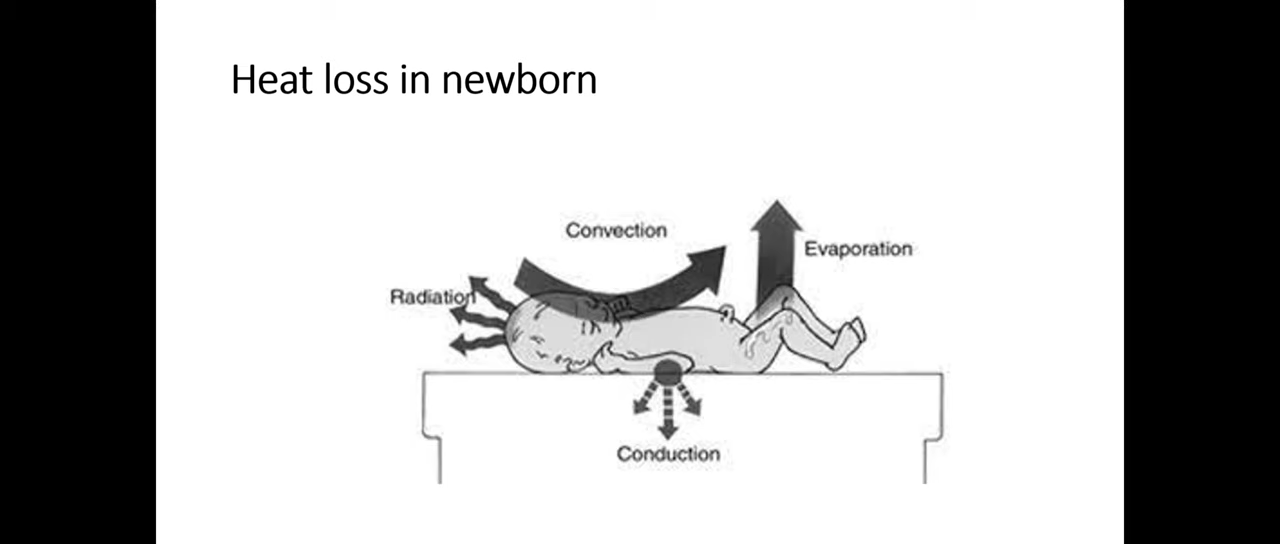 Heat loss in newborn
Convection
Evaporation
Radiation
Conduction